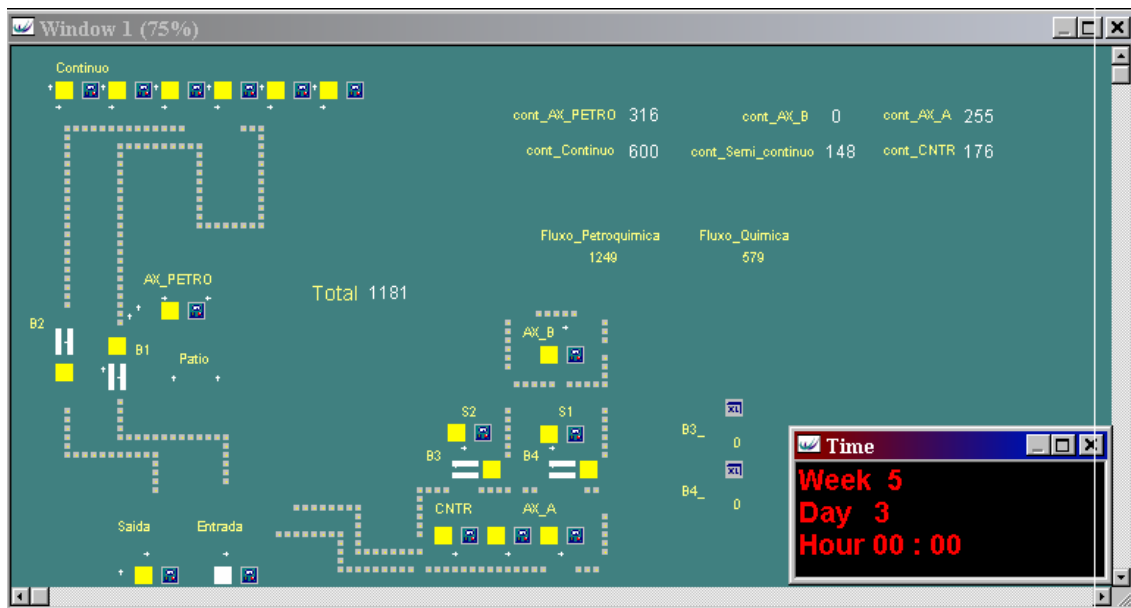 Window 1 (75%)
Continuo
cont_AX_PETRO 316 cont_AX_B 0 cont_AX_A 255
cont_Continuo 600 cont_Semi_continuo 148 cont_CNTR 176
Fluxo_Petroquimica Fluxo_Quimica
1249 579
AX_PETRO
Total 1181
B2
B1
Patio
AX_B
S2 S1
B3 B4
B3_ 0
B4_ 0
XL
XL
CNTR AX_A
Saida Entrada
Time
Week 5
Day 3
Hour 00 : 00